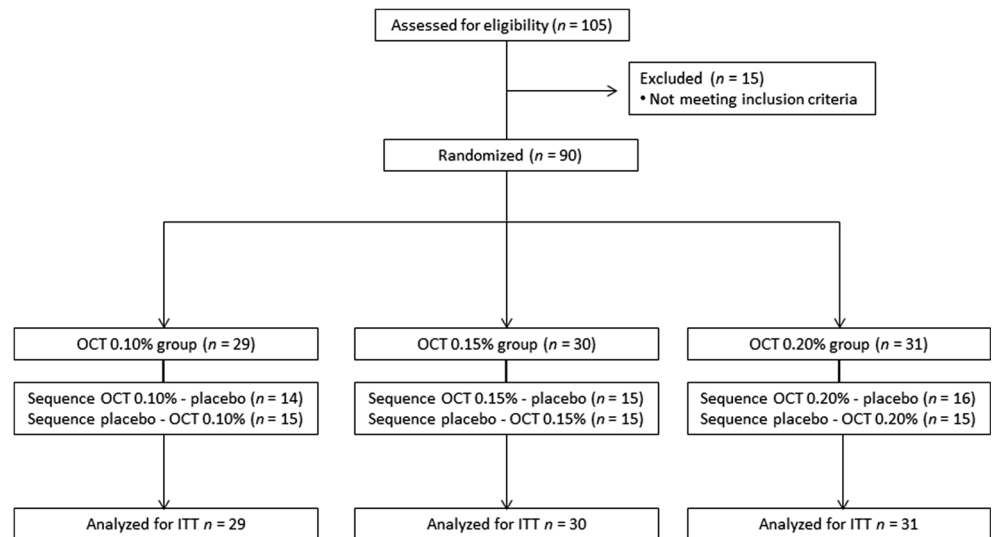 Assessed for eligibility (n = 105)
Excluded (n = 15)
• Not meeting inclusion criteria
Randomized (n = 90)
OCT 0.10% group (n = 29)
OCT 0.15% group (n = 30)
OCT 0.20% group (n = 31)
Sequence OCT 0.10% - placebo (n = 14)
Sequence placebo - OCT 0.10% (n = 15)
Sequence OCT 0.15% - placebo (n = 15)
Sequence placebo - OCT 0.15% (n = 15)
Sequence OCT 0.20% - placebo (n = 16)
Sequence placebo - OCT 0.20% (n = 15)
Analyzed for ITT n = 29
Analyzed for ITT n = 30
Analyzed for ITT n = 31